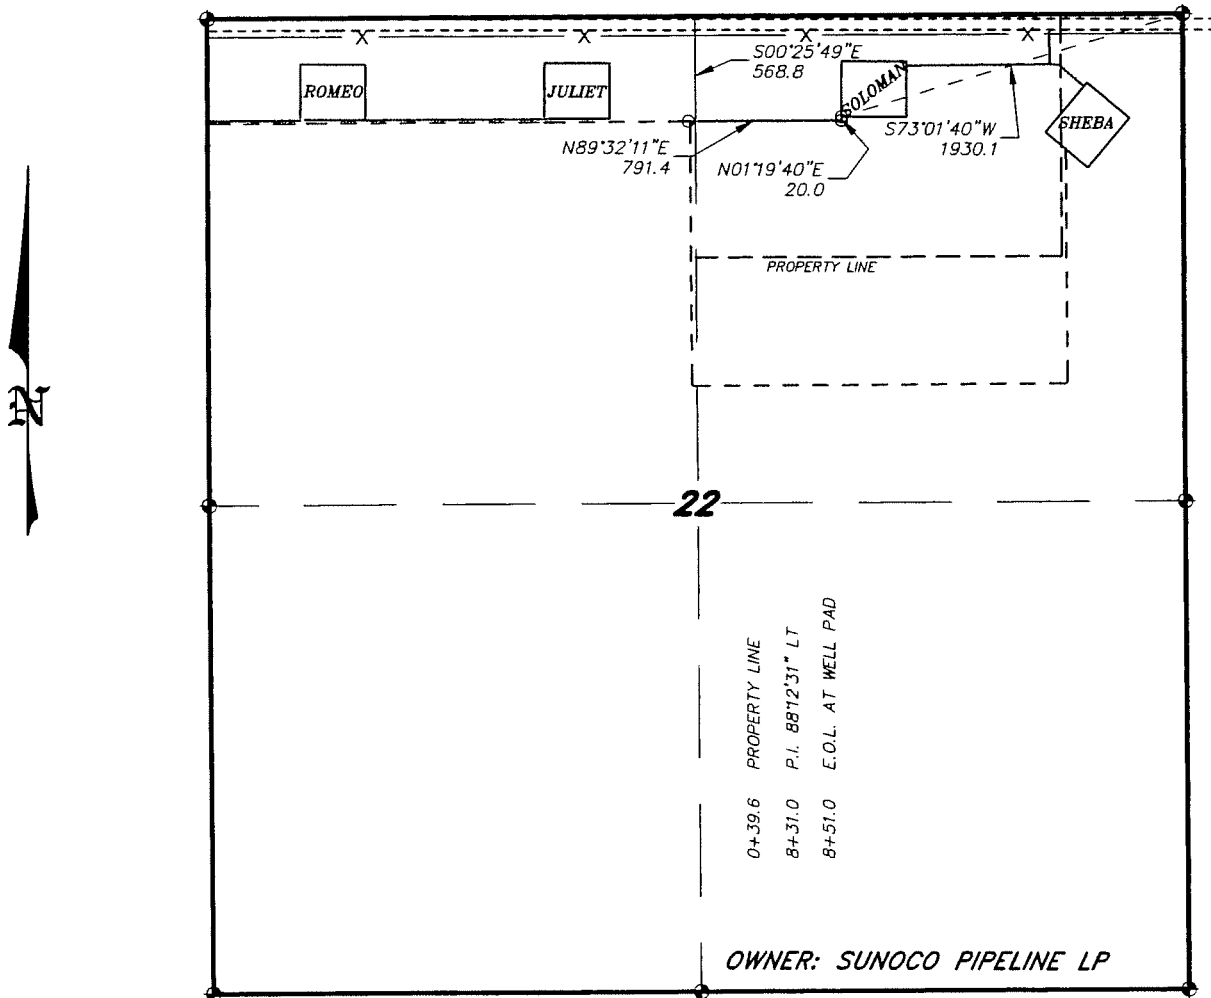 S00°25'49"E
568.8
ROMEO
JULIET
SOLOMAN
SHEBA
S73°01'40"W
1930.1
N89°32'11"E
791.4
N01°19'40"E
20.0
PROPERTY LINE
N
22
0+39.6 PROPERTY LINE
8+31.0 P.I. 88°12'31" LT
8+51.0 E.O.L. AT WELL PAD
OWNER: SUNOCO PIPELINE LP